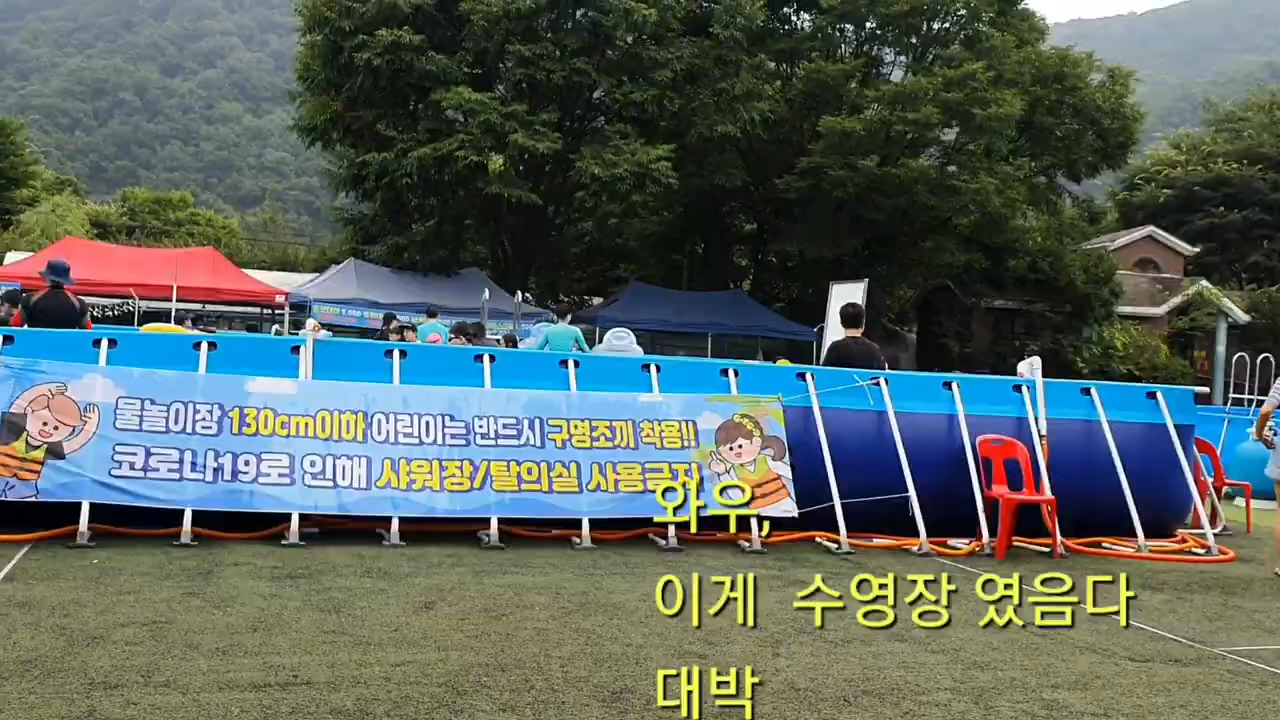 물놀이장 130cm이하 어린이는 반드시 구명조끼 착용!!
코로나19로 인해 샤워장/탈의실 사용금지
와우,
이게 수영장 였음다
대박